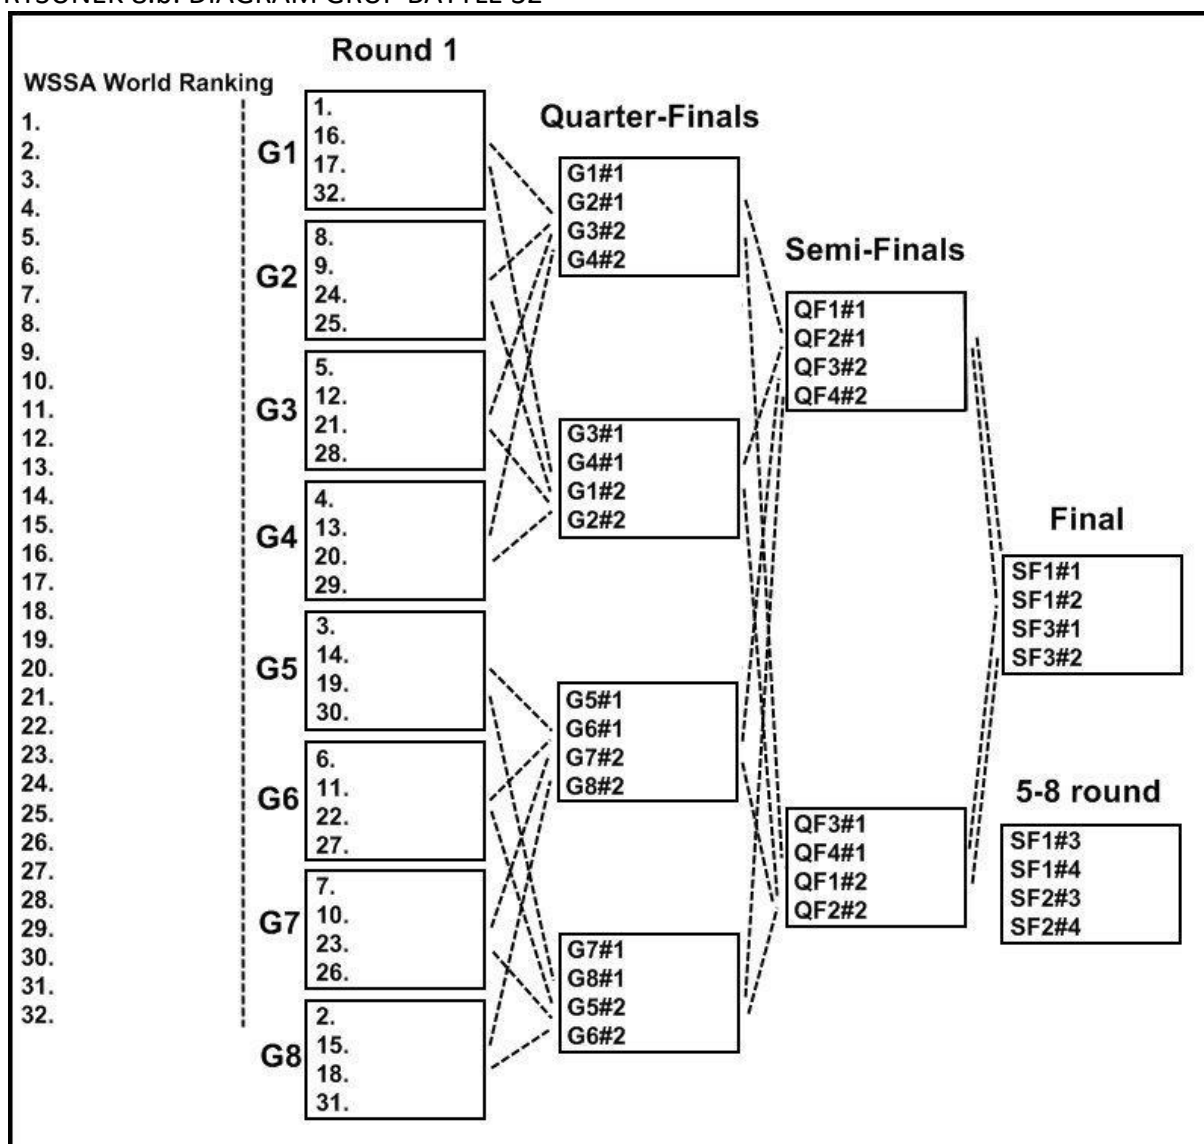 DIAGRAM GRUP BATTLE 32
Round 1
WSSA World Ranking
1.
2.
3.
4.
5.
6.
7.
8.
9.
10.
11.
12.
13.
14.
15.
16.
17.
18.
19.
20.
21.
22.
23.
24.
25.
26.
27.
28.
29.
30.
31.
32.
G1
1.
16.
17.
32.
G2
8.
9.
24.
25.
G3
5.
12.
21.
28.
G4
4.
13.
20.
29.
G5
3.
14.
19.
30.
G6
6.
11.
22.
27.
G7
7.
10.
23.
26.
G8
2.
15.
18.
31.
Quarter-Finals
G1#1
G2#1
G3#2
G4#2
G3#1
G4#1
G1#2
G2#2
G5#1
G6#1
G7#2
G8#2
G7#1
G8#1
G5#2
G6#2
Semi-Finals
QF1#1
QF2#1
QF3#2
QF4#2
QF3#1
QF4#1
QF1#2
QF2#2
Final
SF1#1
SF1#2
SF3#1
SF3#2
5-8 round
SF1#3
SF1#4
SF2#3
SF2#4